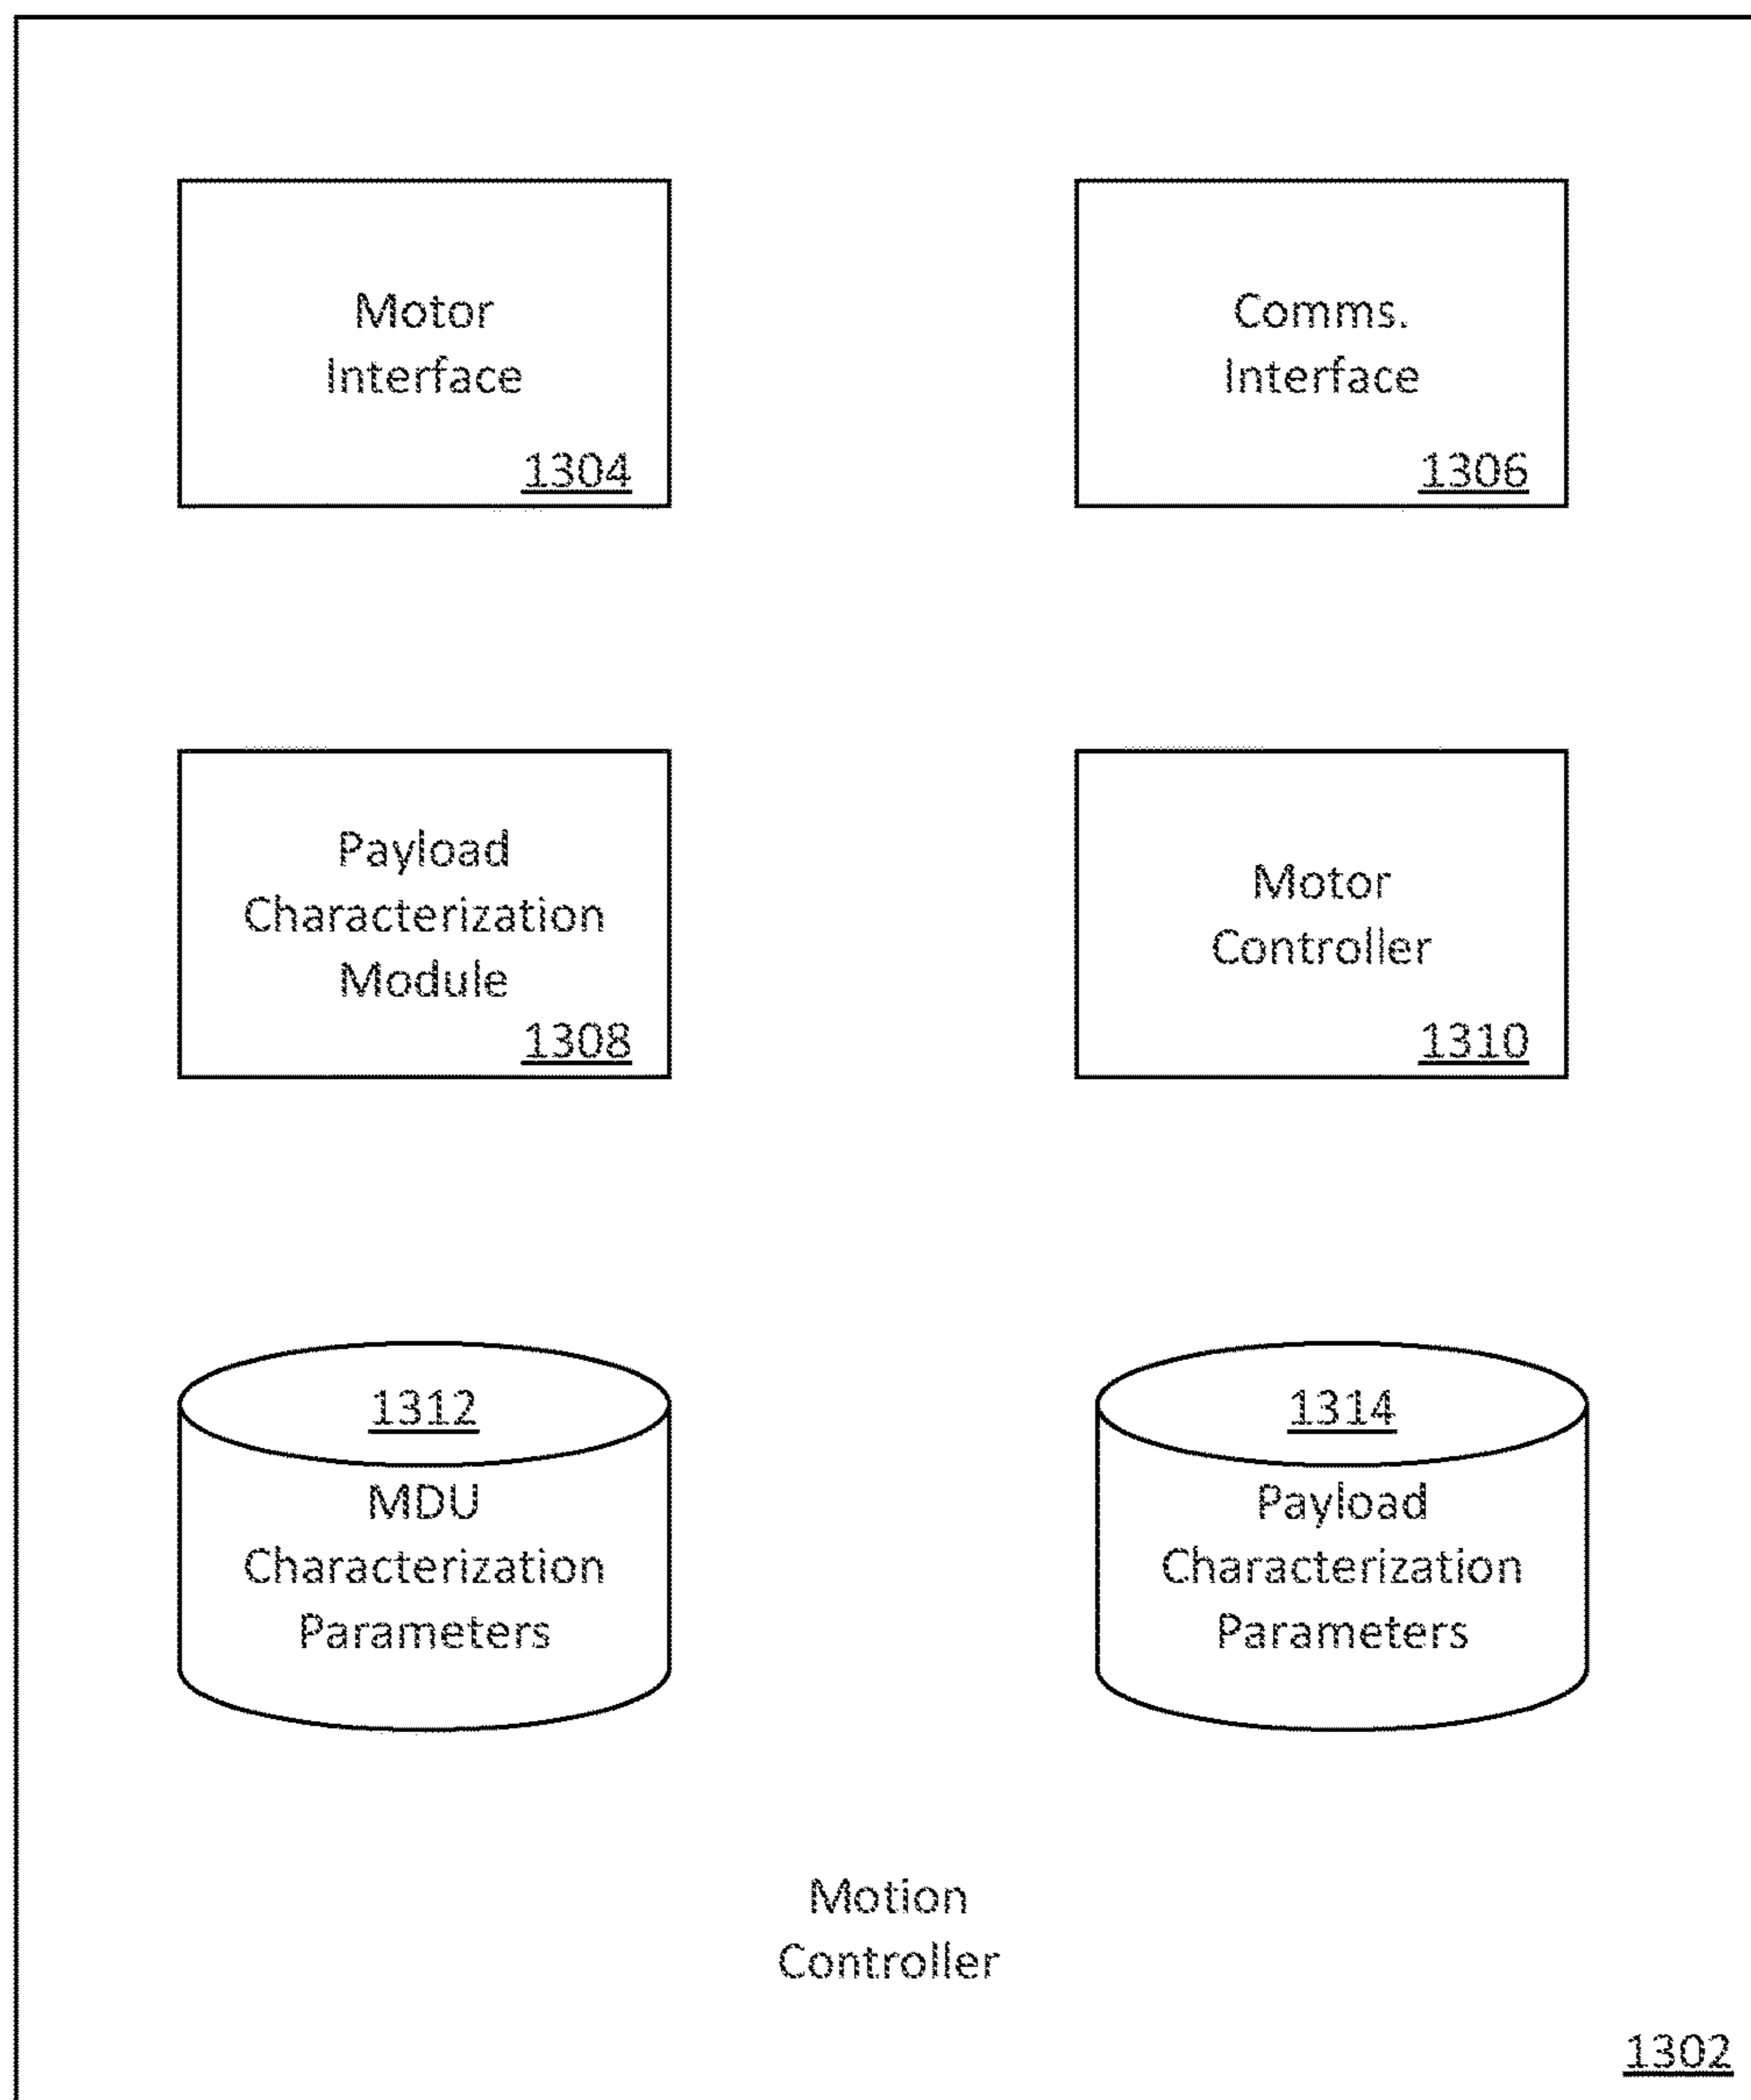 Motor
Interface
1304
Comms.
Interface
1306
Payload
Characterization
Module
1308
Motor
Controller
1310
1312
MDU
Characterization
Parameters
1314
Payload
Characterization
Parameters
Motion
Controller
1302